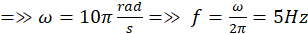 =≫ ω = 10π rad/s =≫ f = ω/2π = 5Hz